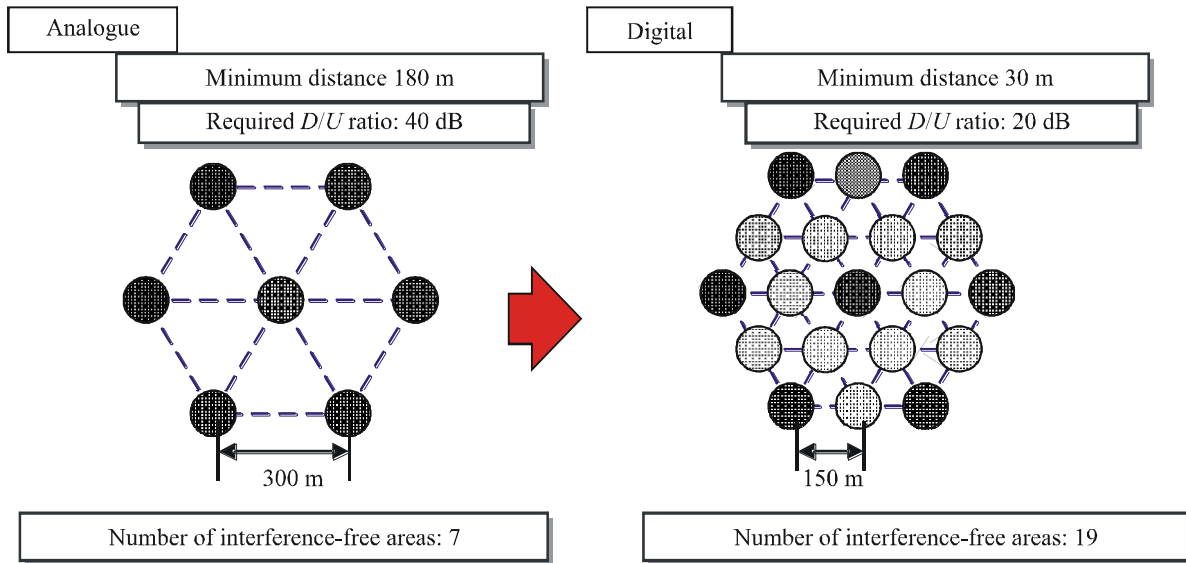 Analogue
Minimum distance 180 m
Required D/U ratio: 40 dB
300 m
Number of interference-free areas: 7
Digital
Minimum distance 30 m
Required D/U ratio: 20 dB
150 m
Number of interference-free areas: 19